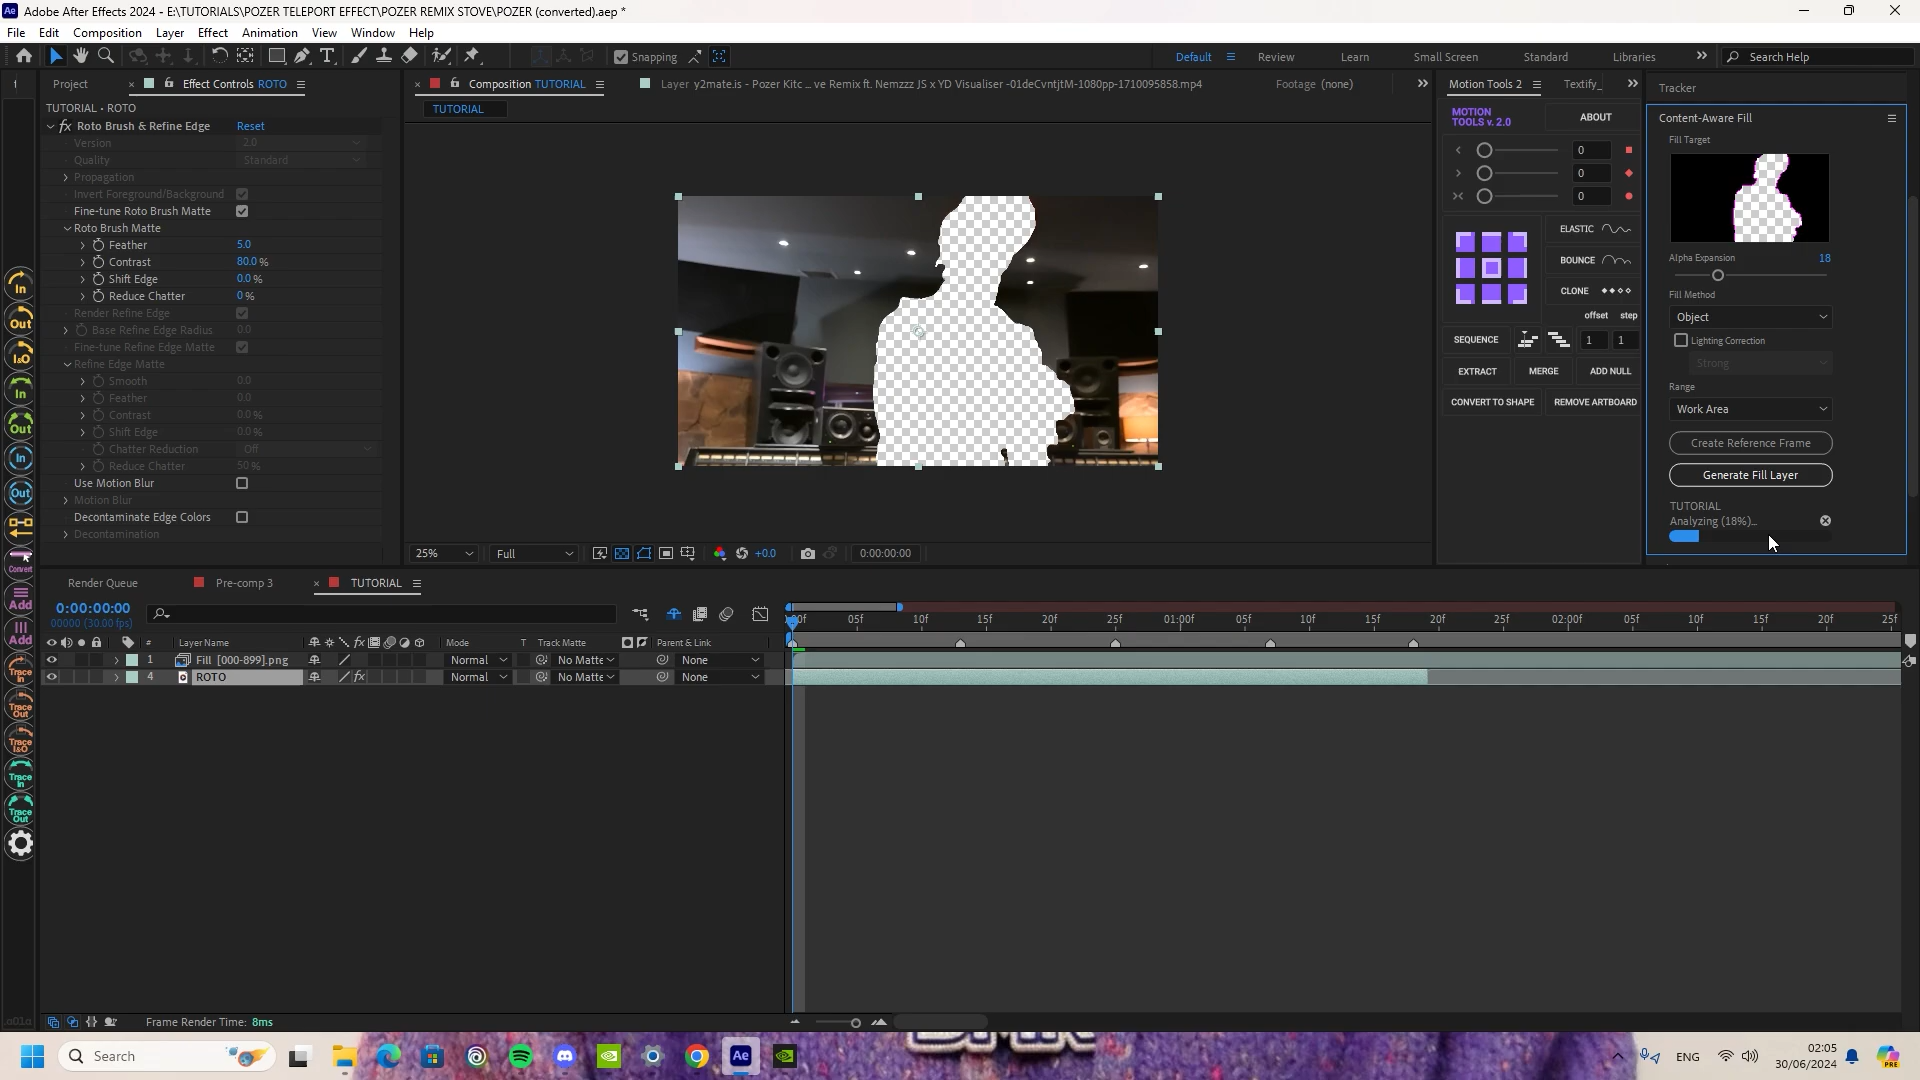 Adobe After Effects 2024 - E:\TUTORIALS\POZER TELEPORT EFFECT\POZER REMIX STOVE\POZER (converted).aep *
File Edit Composition Layer Effect Animation View Window Help
Snapping Default Review Learn Small Screen Standard Libraries Search Help
Project Effect Controls ROTO
Composition TUTORIAL
Layer y2mate.is - Pozer Kitc ... ve Remix ft. Nemzzz JS x YD Visualiser -01deCvntjtM-1080pp-1710095858.mp4
Footage (none)
Motion Tools 2 Textify_
Tracker
TUTORIAL • ROTO
TUTORIAL
fx Roto Brush & Refine Edge Reset
Version 2.0
Quality Standard
Propagation
Invert Foreground/Background
Fine-tune Roto Brush Matte
Roto Brush Matte
Feather 5.0
Contrast 80.0 %
Shift Edge 0.0 %
Reduce Chatter 0 %
Render Refine Edge
Base Refine Edge Radius 0.0
Fine-tune Refine Edge Matte
Refine Edge Matte
Smooth 0.0
Feather 0.0
Contrast 0.0 %
Shift Edge 0.0 %
Chatter Reduction Off
Reduce Chatter 50 %
Use Motion Blur
Motion Blur
Decontaminate Edge Colors
Decontamination
In
Out
I&O
In
Out
In
Out
Convert
Add
Add
Trace In
Trace Out
Trace I&O
Trace In
Trace Out
MOTION TOOLS v. 2.0
ABOUT
0
0
0
ELASTIC
BOUNCE
CLONE
offset step
SEQUENCE 1 1
EXTRACT MERGE ADD NULL
CONVERT TO SHAPE REMOVE ARTBOARD
Content-Aware Fill
Fill Target
Alpha Expansion 18
Fill Method
Object
Lighting Correction
Strong
Range
Work Area
Create Reference Frame
Generate Fill Layer
TUTORIAL
Analyzing (18%)...
25% Full +0.0 0:00:00:00
Render Queue Pre-comp 3 TUTORIAL
0:00:00:00
00000 (30.00 fps)
05f 10f 15f 20f 25f 01:00f 05f 10f 15f 20f 25f 02:00f 05f 10f 15f 20f 25f
# Layer Name fx Mode T Track Matte Parent & Link
1 Fill [000-899].png Normal No Matte None
4 ROTO fx Normal No Matte None
Frame Render Time: 8ms
Search
Ae
ENG
02:05
30/06/2024
PRE